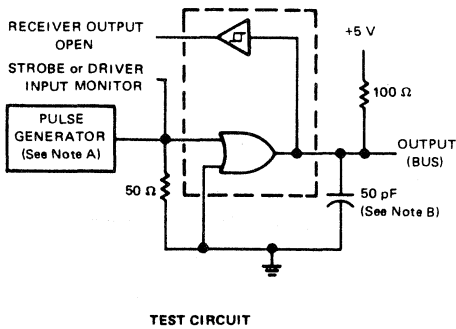 RECEIVER OUTPUT
OPEN
STROBE or DRIVER
INPUT MONITOR
PULSE
GENERATOR
(See Note A)
50 Ω
+5 V
100 Ω
OUTPUT
(BUS)
50 pF
(See Note B)
TEST CIRCUIT